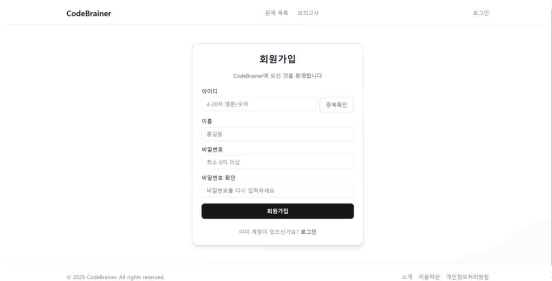 CodeBrainer 문제 목록 모의고사 로그인
회원가입
CodeBrainer에 오신 것을 환영합니다
아이디
4-20자 영문/숫자 중복확인
이름
홍길동
비밀번호
최소 8자 이상
비밀번호 확인
비밀번호를 다시 입력하세요
회원가입
이미 계정이 있으신가요? 로그인
© 2025 CodeBrainer. All rights reserved. 소개 이용약관 개인정보처리방침